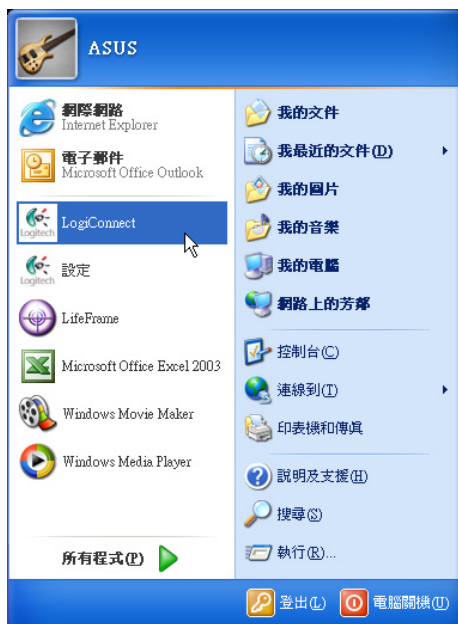 ASUS
網際網路
Internet Explorer
電子郵件
Microsoft Office Outlook
Logitech
LogiConnect
Logitech
設定
LifeFrame
Microsoft Office Excel 2003
Windows Movie Maker
Windows Media Player
所有程式(P)
我的文件
我最近的文件(D)
我的圖片
我的音樂
我的電腦
網路上的芳鄰
控制台(C)
連線到(T)
印表機和傳真
說明及支援(H)
搜尋(S)
執行(R)...
登出(L)
電腦關機(U)